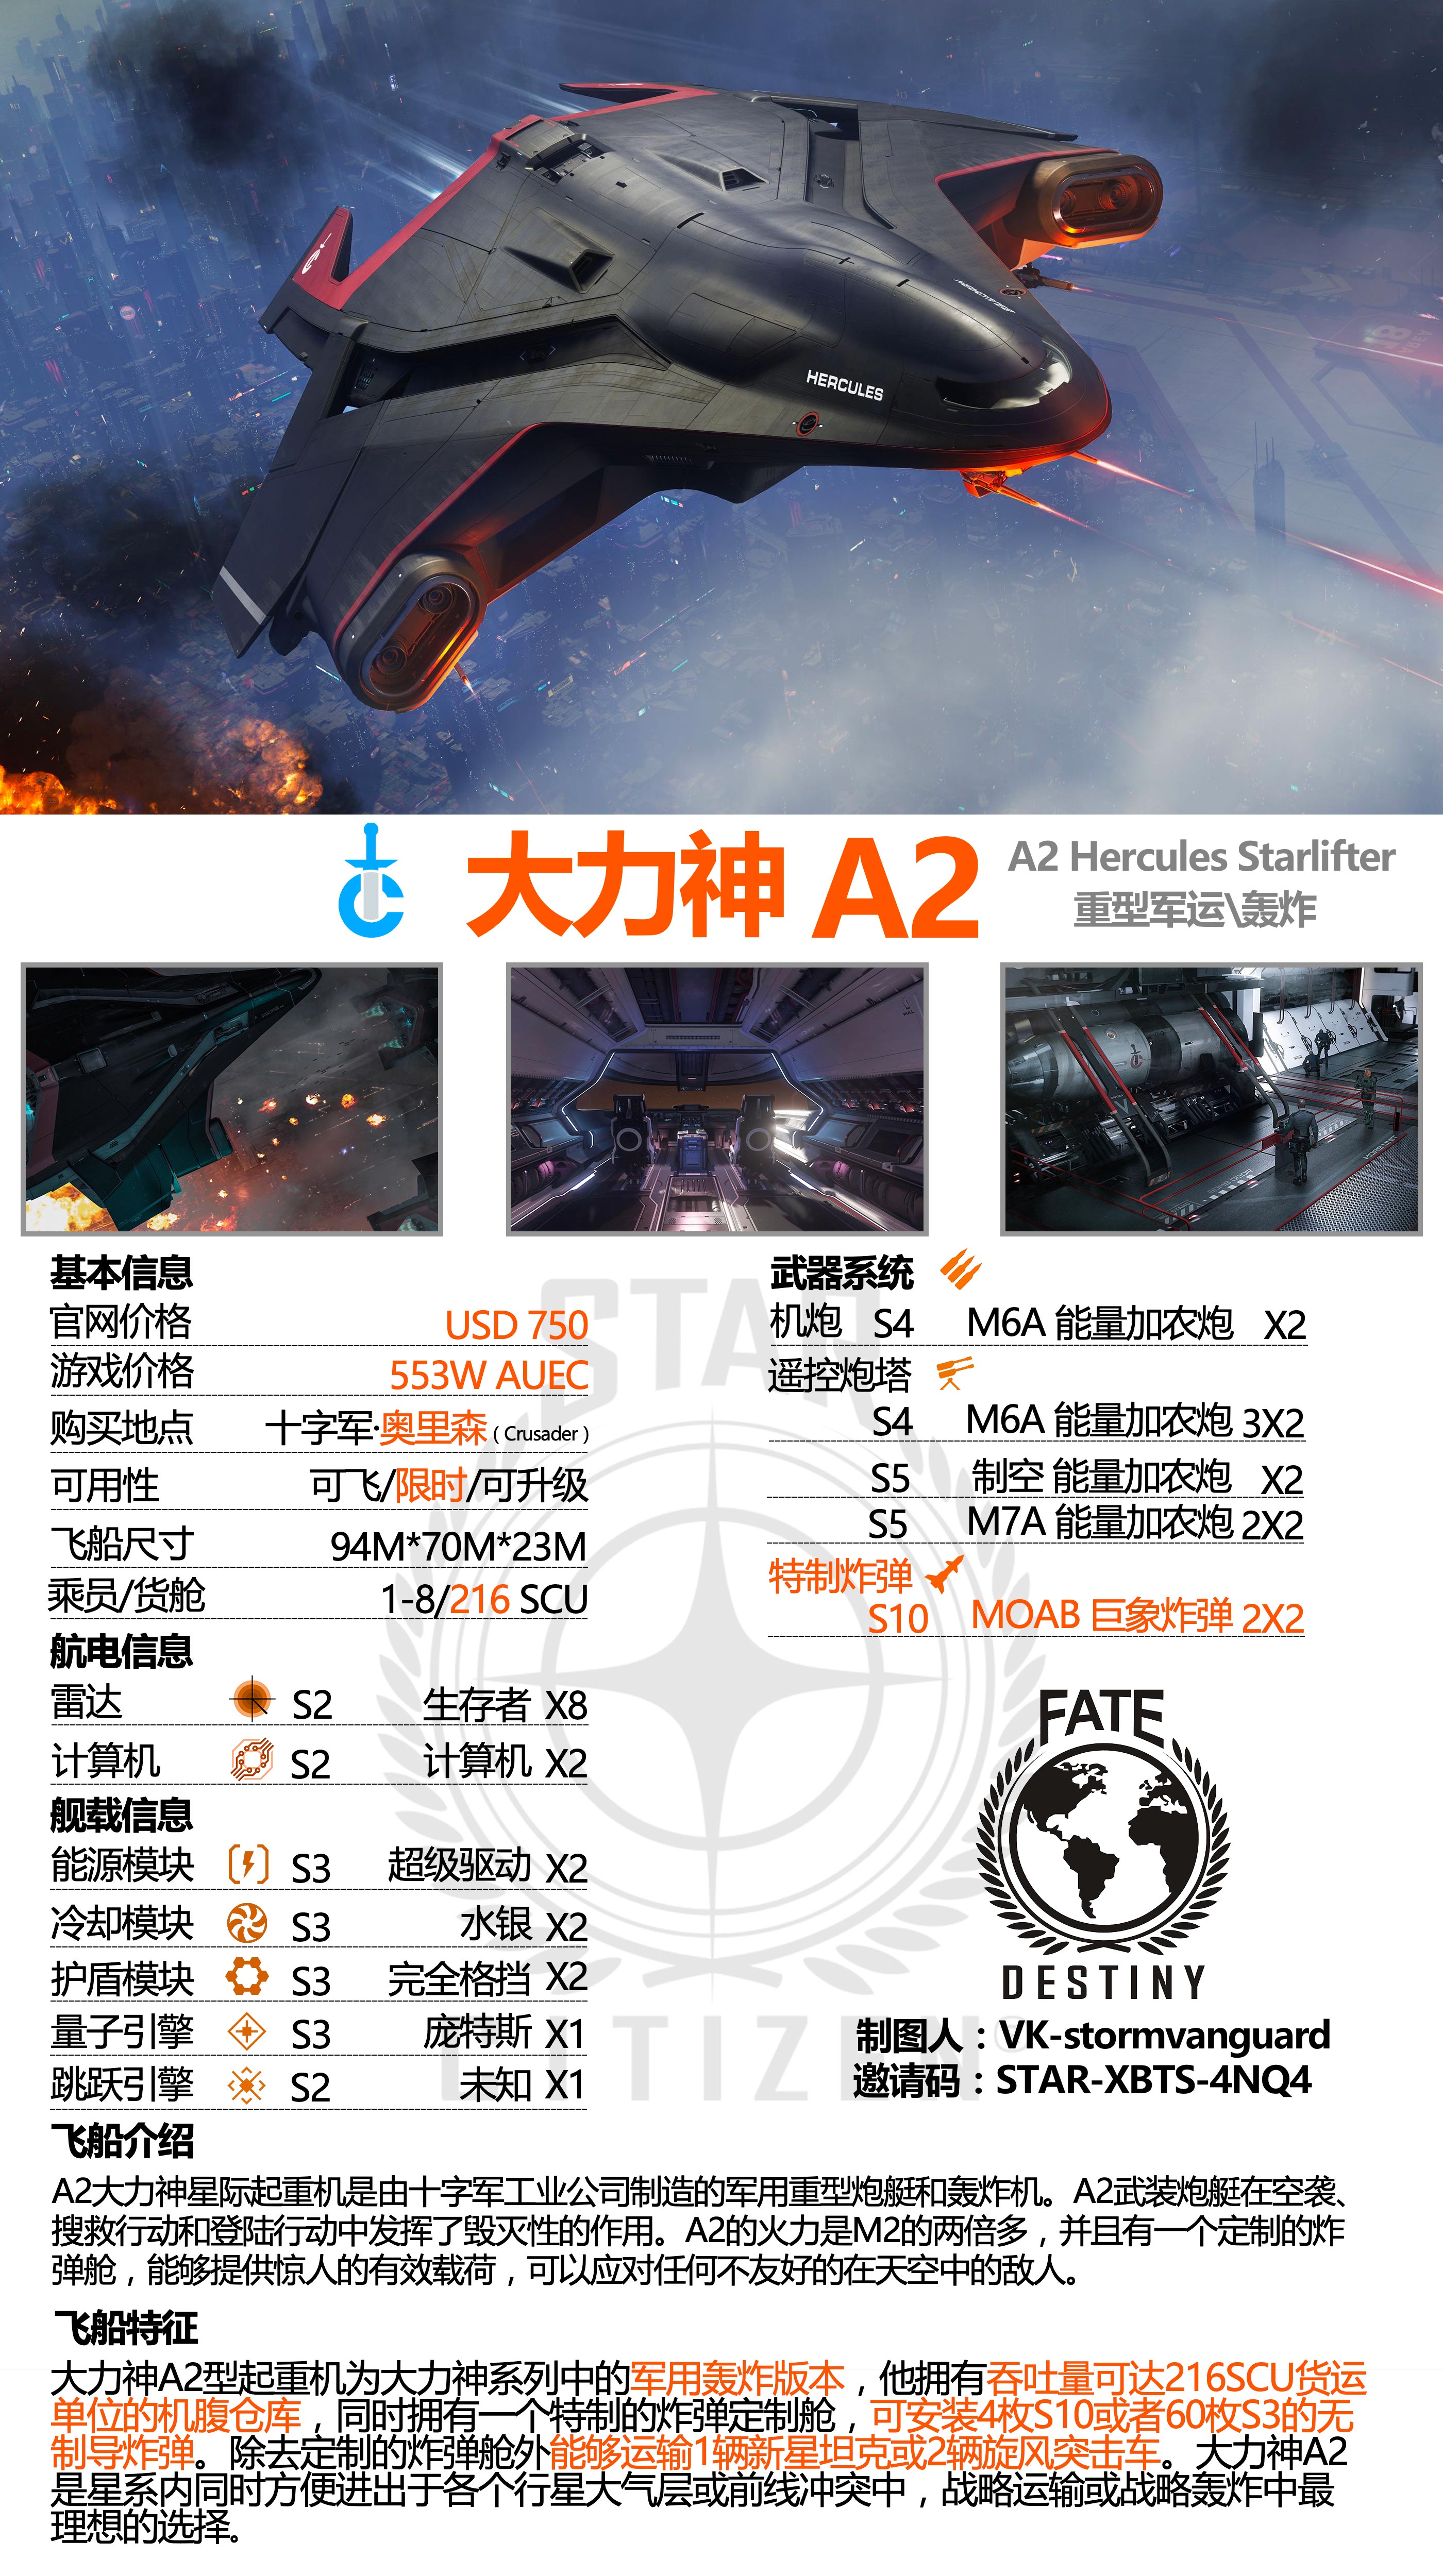 HERCULES
大力神 A2
A2 Hercules Starlifter
重型军运\轰炸
基本信息
官网价格 USD 750
游戏价格 553W AUEC
购买地点 十字军·奥里森 ( Crusader )
可用性 可飞/限时/可升级
飞船尺寸 94M*70M*23M
乘员/货舱 1-8/216 SCU
航电信息
雷达 S2 生存者 X8
计算机 S2 计算机 X2
舰载信息
能源模块 S3 超级驱动 X2
冷却模块 S3 水银 X2
护盾模块 S3 完全格挡 X2
量子引擎 S3 庞特斯 X1
跳跃引擎 S2 未知 X1
武器系统
机炮 S4 M6A 能量加农炮 X2
遥控炮塔
S4 M6A 能量加农炮 3X2
S5 制空 能量加农炮 X2
S5 M7A 能量加农炮 2X2
特制炸弹
S10 MOAB 巨象炸弹 2X2
STAR
CITIZEN
FATE
DESTINY
制图人：VK-stormvanguard
邀请码：STAR-XBTS-4NQ4
飞船介绍
A2大力神星际起重机是由十字军工业公司制造的军用重型炮艇和轰炸机。A2武装炮艇在空袭、
搜救行动和登陆行动中发挥了毁灭性的作用。A2的火力是M2的两倍多，并且有一个定制的炸
弹舱，能够提供惊人的有效载荷，可以应对任何不友好的在天空中的敌人。
飞船特征
大力神A2型起重机为大力神系列中的军用轰炸版本，他拥有吞吐量可达216SCU货运
单位的机腹仓库，同时拥有一个特制的炸弹定制舱，可安装4枚S10或者60枚S3的无
制导炸弹。除去定制的炸弹舱外能够运输1辆新星坦克或2辆旋风突击车。大力神A2
是星系内同时方便进出于各个行星大气层或前线冲突中，战略运输或战略轰炸中最
理想的选择。